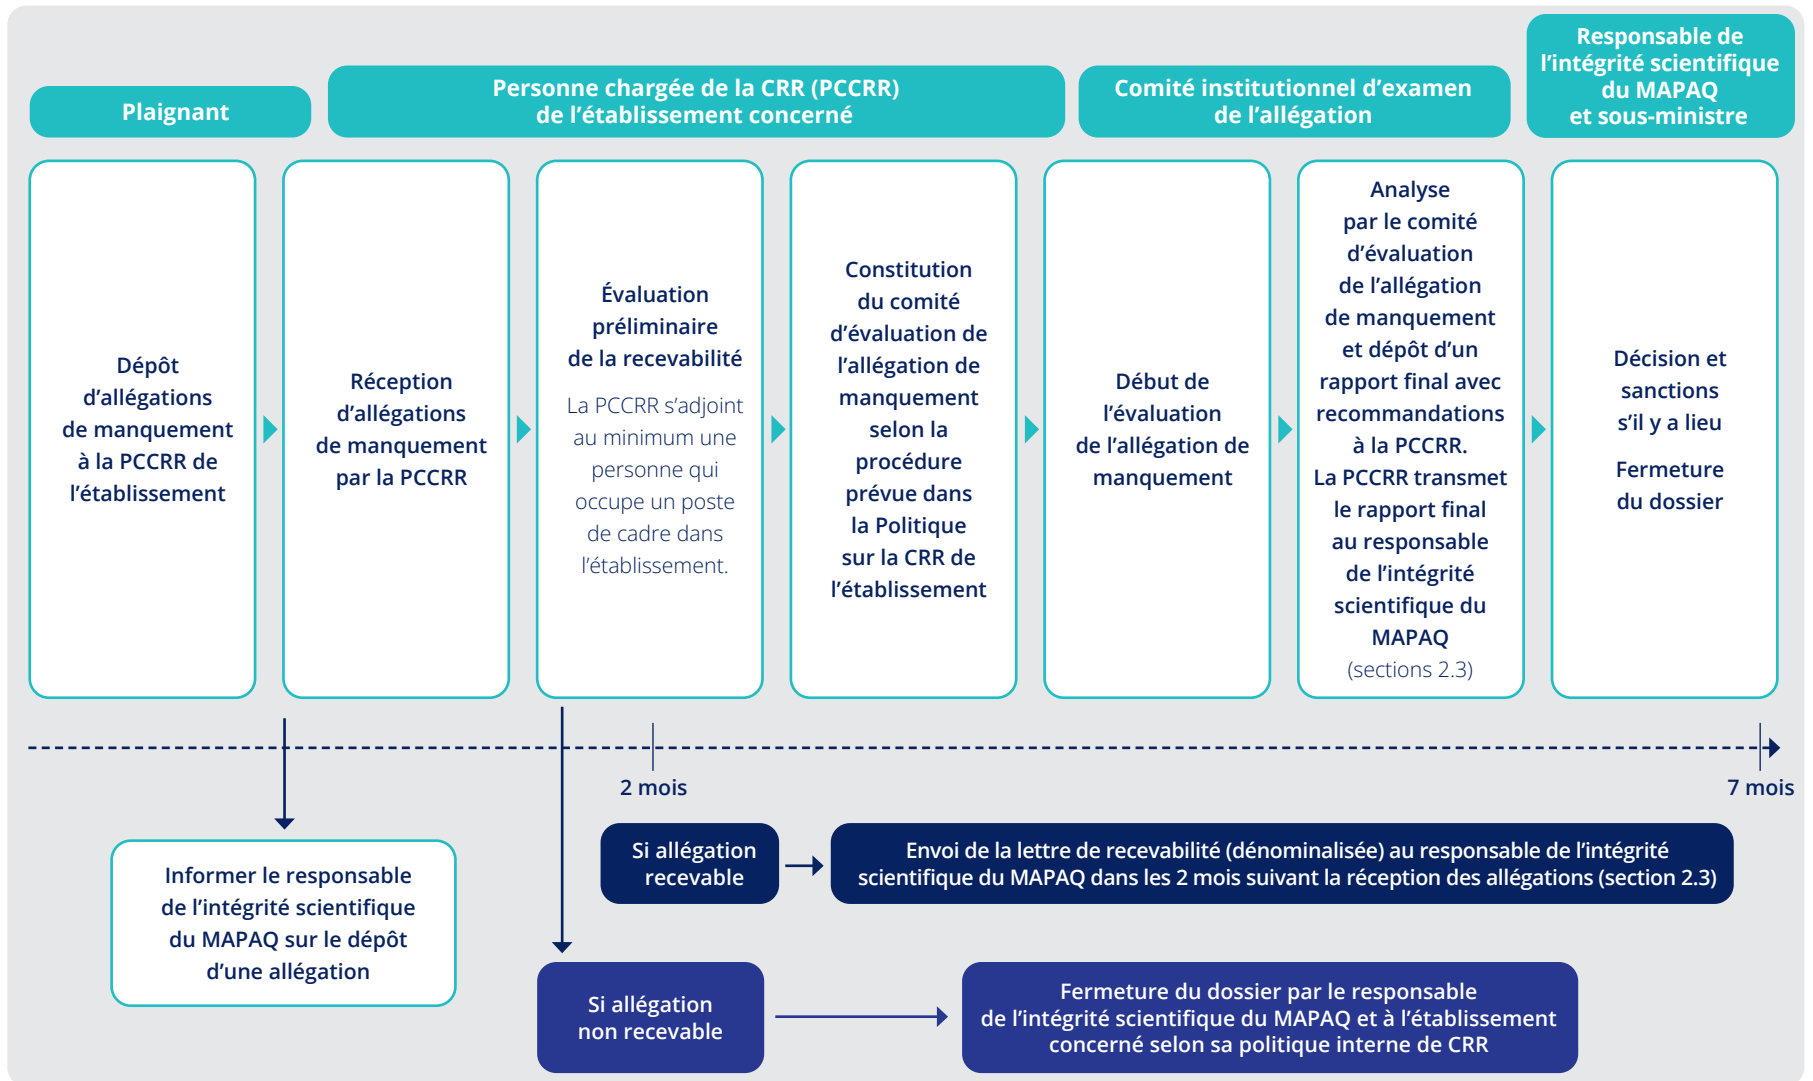 Plaignant
Personne chargée de la CRR (PCCRR)
de l’établissement concerné
Comité institutionnel d’examen
de l’allégation
Responsable de
l’intégrité scientifique
du MAPAQ
et sous-ministre
Dépôt
d’allégations
de manquement
à la PCCRR de
l’établissement
Réception
d’allégations
de manquement
par la PCCRR
Évaluation
préliminaire
de la recevabilité
La PCCRR s’adjoint
au minimum une
personne qui
occupe un poste
de cadre dans
l’établissement.
Constitution
du comité
d’évaluation de
l’allégation de
manquement
selon la
procédure
prévue dans
la Politique
sur la CRR de
l’établissement
Début de
l’évaluation
de l’allégation de
manquement
Analyse
par le comité
d’évaluation
de l’allégation
de manquement
et dépôt d’un
rapport final avec
recommandations
à la PCCRR.
La PCCRR transmet
le rapport final
au responsable
de l’intégrité
scientifique du
MAPAQ
(sections 2.3)
Décision et
sanctions
s’il y a lieu
Fermeture
du dossier
2 mois
7 mois
Informer le responsable
de l’intégrité scientifique
du MAPAQ sur le dépôt
d’une allégation
Si allégation
recevable
Envoi de la lettre de recevabilité (dénominalisée) au responsable de l’intégrité
scientifique du MAPAQ dans les 2 mois suivant la réception des allégations (section 2.3)
Si allégation
non recevable
Fermeture du dossier par le responsable
de l’intégrité scientifique du MAPAQ et à l’établissement
concerné selon sa politique interne de CRR